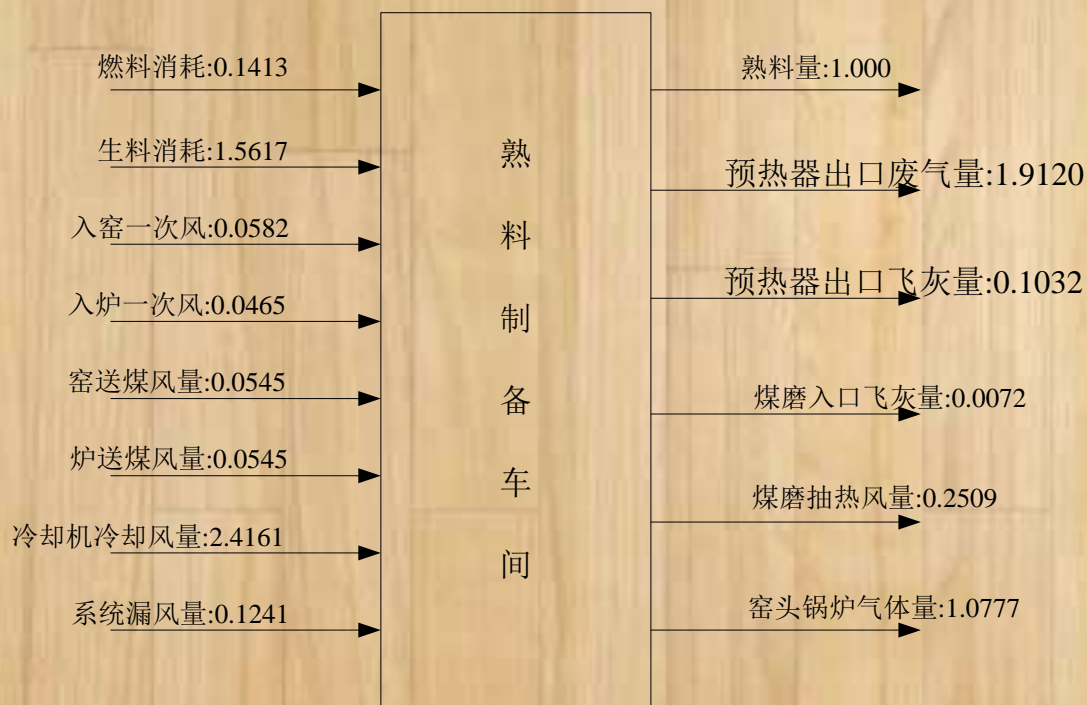 燃料消耗:0.1413
生料消耗:1.5617
入窑一次风:0.0582
入炉一次风:0.0465
窑送煤风量:0.0545
炉送煤风量:0.0545
冷却机冷却风量:2.4161
系统漏风量:0.1241
熟
料
制
备
车
间
熟料量:1.000
预热器出口废气量:1.9120
预热器出口飞灰量:0.1032
煤磨入口飞灰量:0.0072
煤磨抽热风量:0.2509
窑头锅炉气体量:1.0777